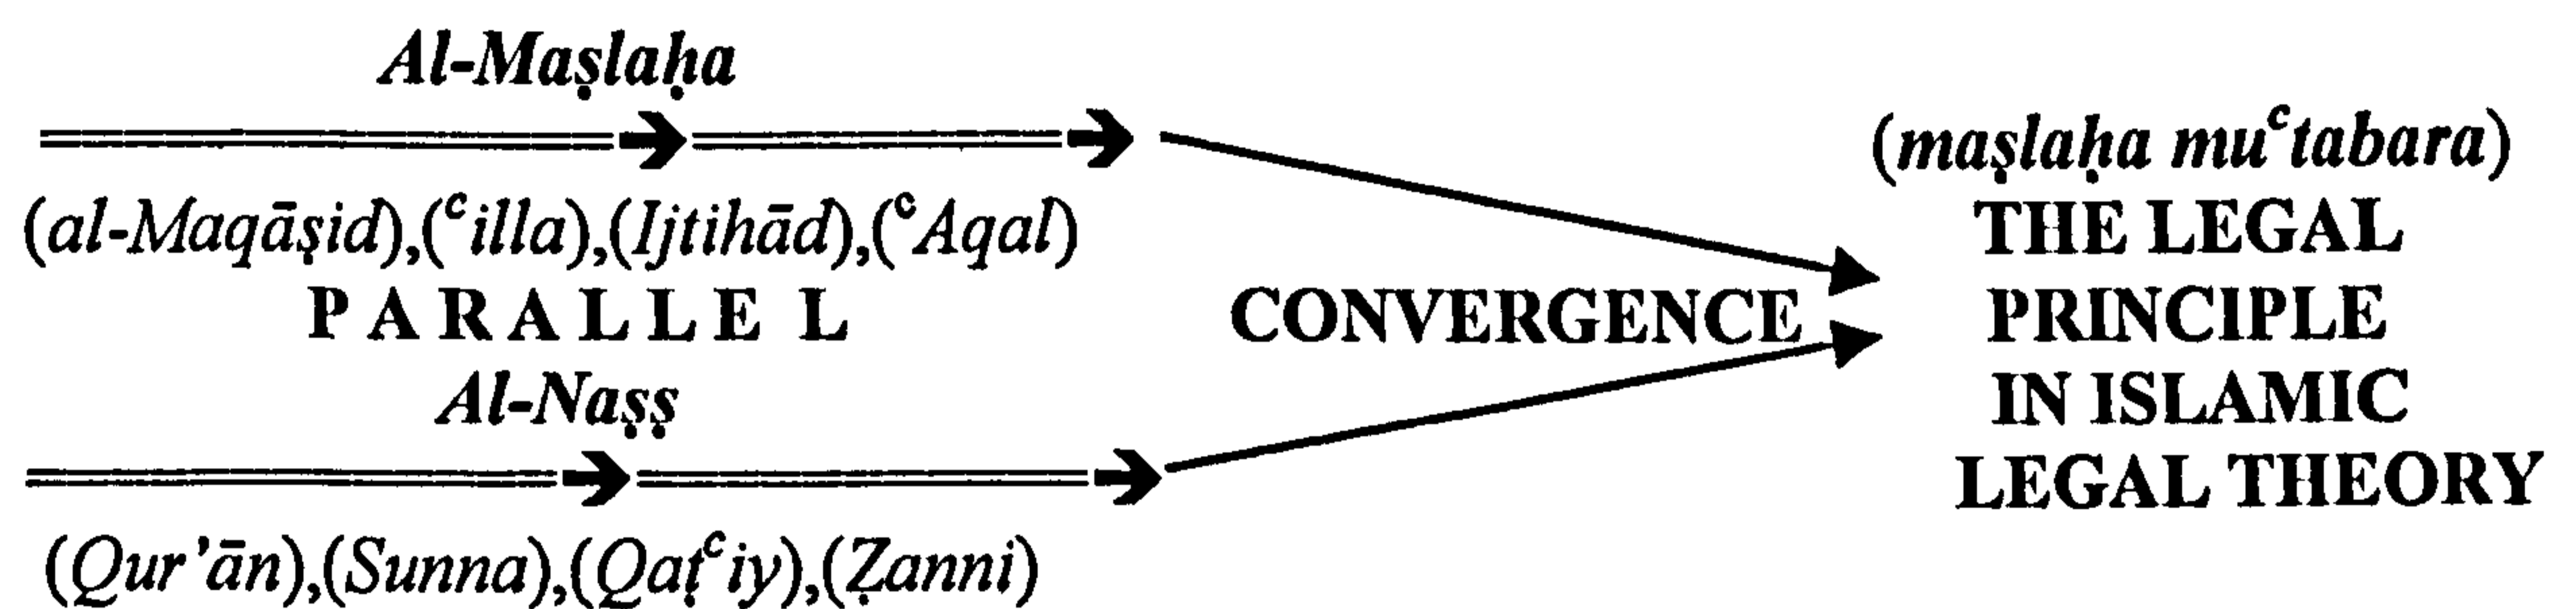 Al-Maṣlaḥa
(al-Maqāṣid),(ᶜilla),(Ijtihād),(ᶜAqal)
P A R A L L E L
Al-Naṣṣ
(Qur’ān),(Sunna),(Qaṭᶜiy),(Ẓanni)
CONVERGENCE
(maṣlaḥa muᶜtabara)
THE LEGAL
PRINCIPLE
IN ISLAMIC
LEGAL THEORY